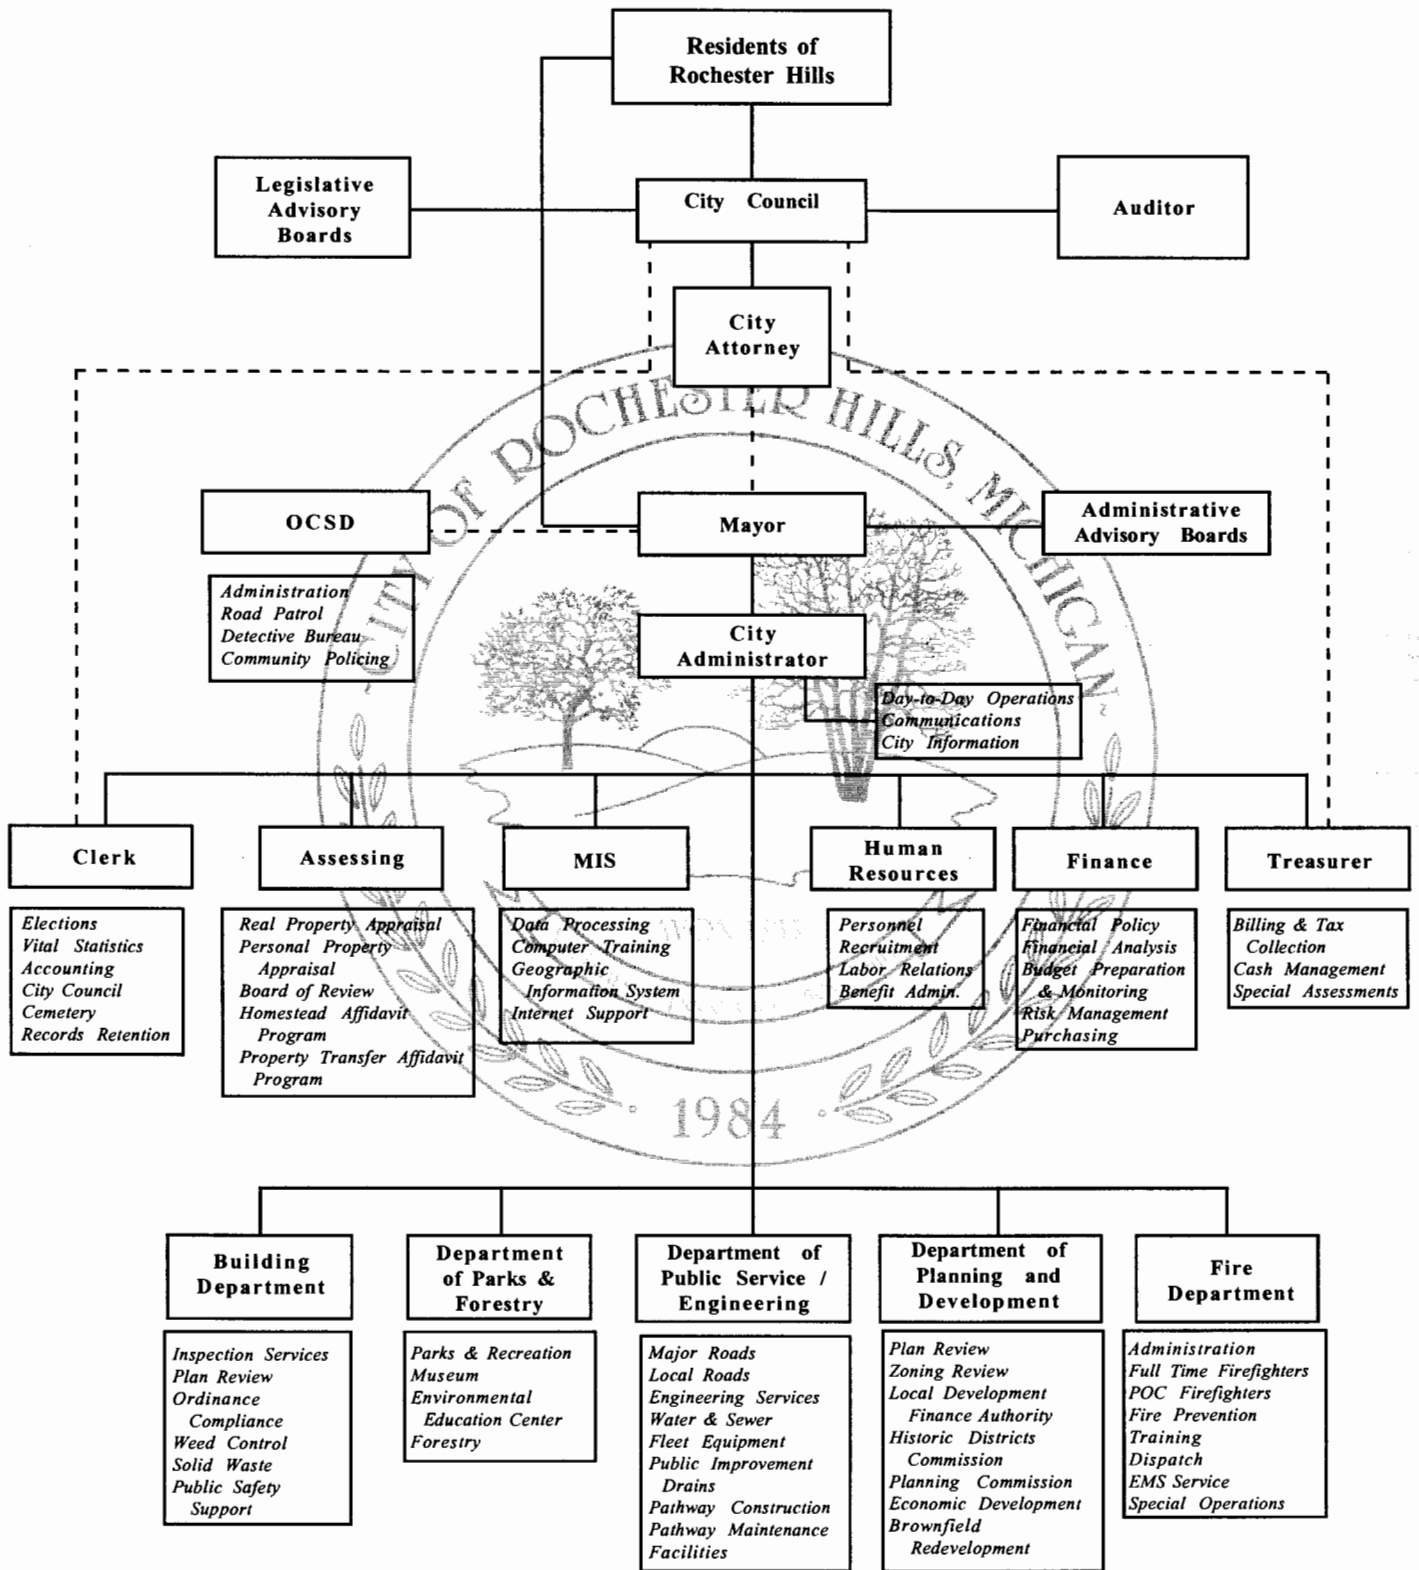 Residents of
Rochester Hills
Legislative
Advisory
Boards
City Council
Auditor
City
Attorney
~CITY OF ROCHESTER HILLS, MICHIGAN~
OCSD
Mayor
Administrative
Advisory Boards
Administration
Road Patrol
Detective Bureau
Community Policing
City
Administrator
Day-to-Day Operations
Communications
City Information
Clerk
Assessing
MIS
Human
Resources
Finance
Treasurer
Elections
Vital Statistics
Accounting
City Council
Cemetery
Records Retention
Real Property Appraisal
Personal Property
Appraisal
Board of Review
Homestead Affidavit
Program
Property Transfer Affidavit
Program
Data Processing
Computer Training
Geographic
Information System
Internet Support
Personnel
Recruitment
Labor Relations
Benefit Admin.
Financial Policy
Financial Analysis
Budget Preparation
& Monitoring
Risk Management
Purchasing
Billing & Tax
Collection
Cash Management
Special Assessments
1984
Building
Department
Department
of Parks &
Forestry
Department of
Public Service /
Engineering
Department of
Planning and
Development
Fire
Department
Inspection Services
Plan Review
Ordinance
Compliance
Weed Control
Solid Waste
Public Safety
Support
Parks & Recreation
Museum
Environmental
Education Center
Forestry
Major Roads
Local Roads
Engineering Services
Water & Sewer
Fleet Equipment
Public Improvement
Drains
Pathway Construction
Pathway Maintenance
Facilities
Plan Review
Zoning Review
Local Development
Finance Authority
Historic Districts
Commission
Planning Commission
Economic Development
Brownfield
Redevelopment
Administration
Full Time Firefighters
POC Firefighters
Fire Prevention
Training
Dispatch
EMS Service
Special Operations